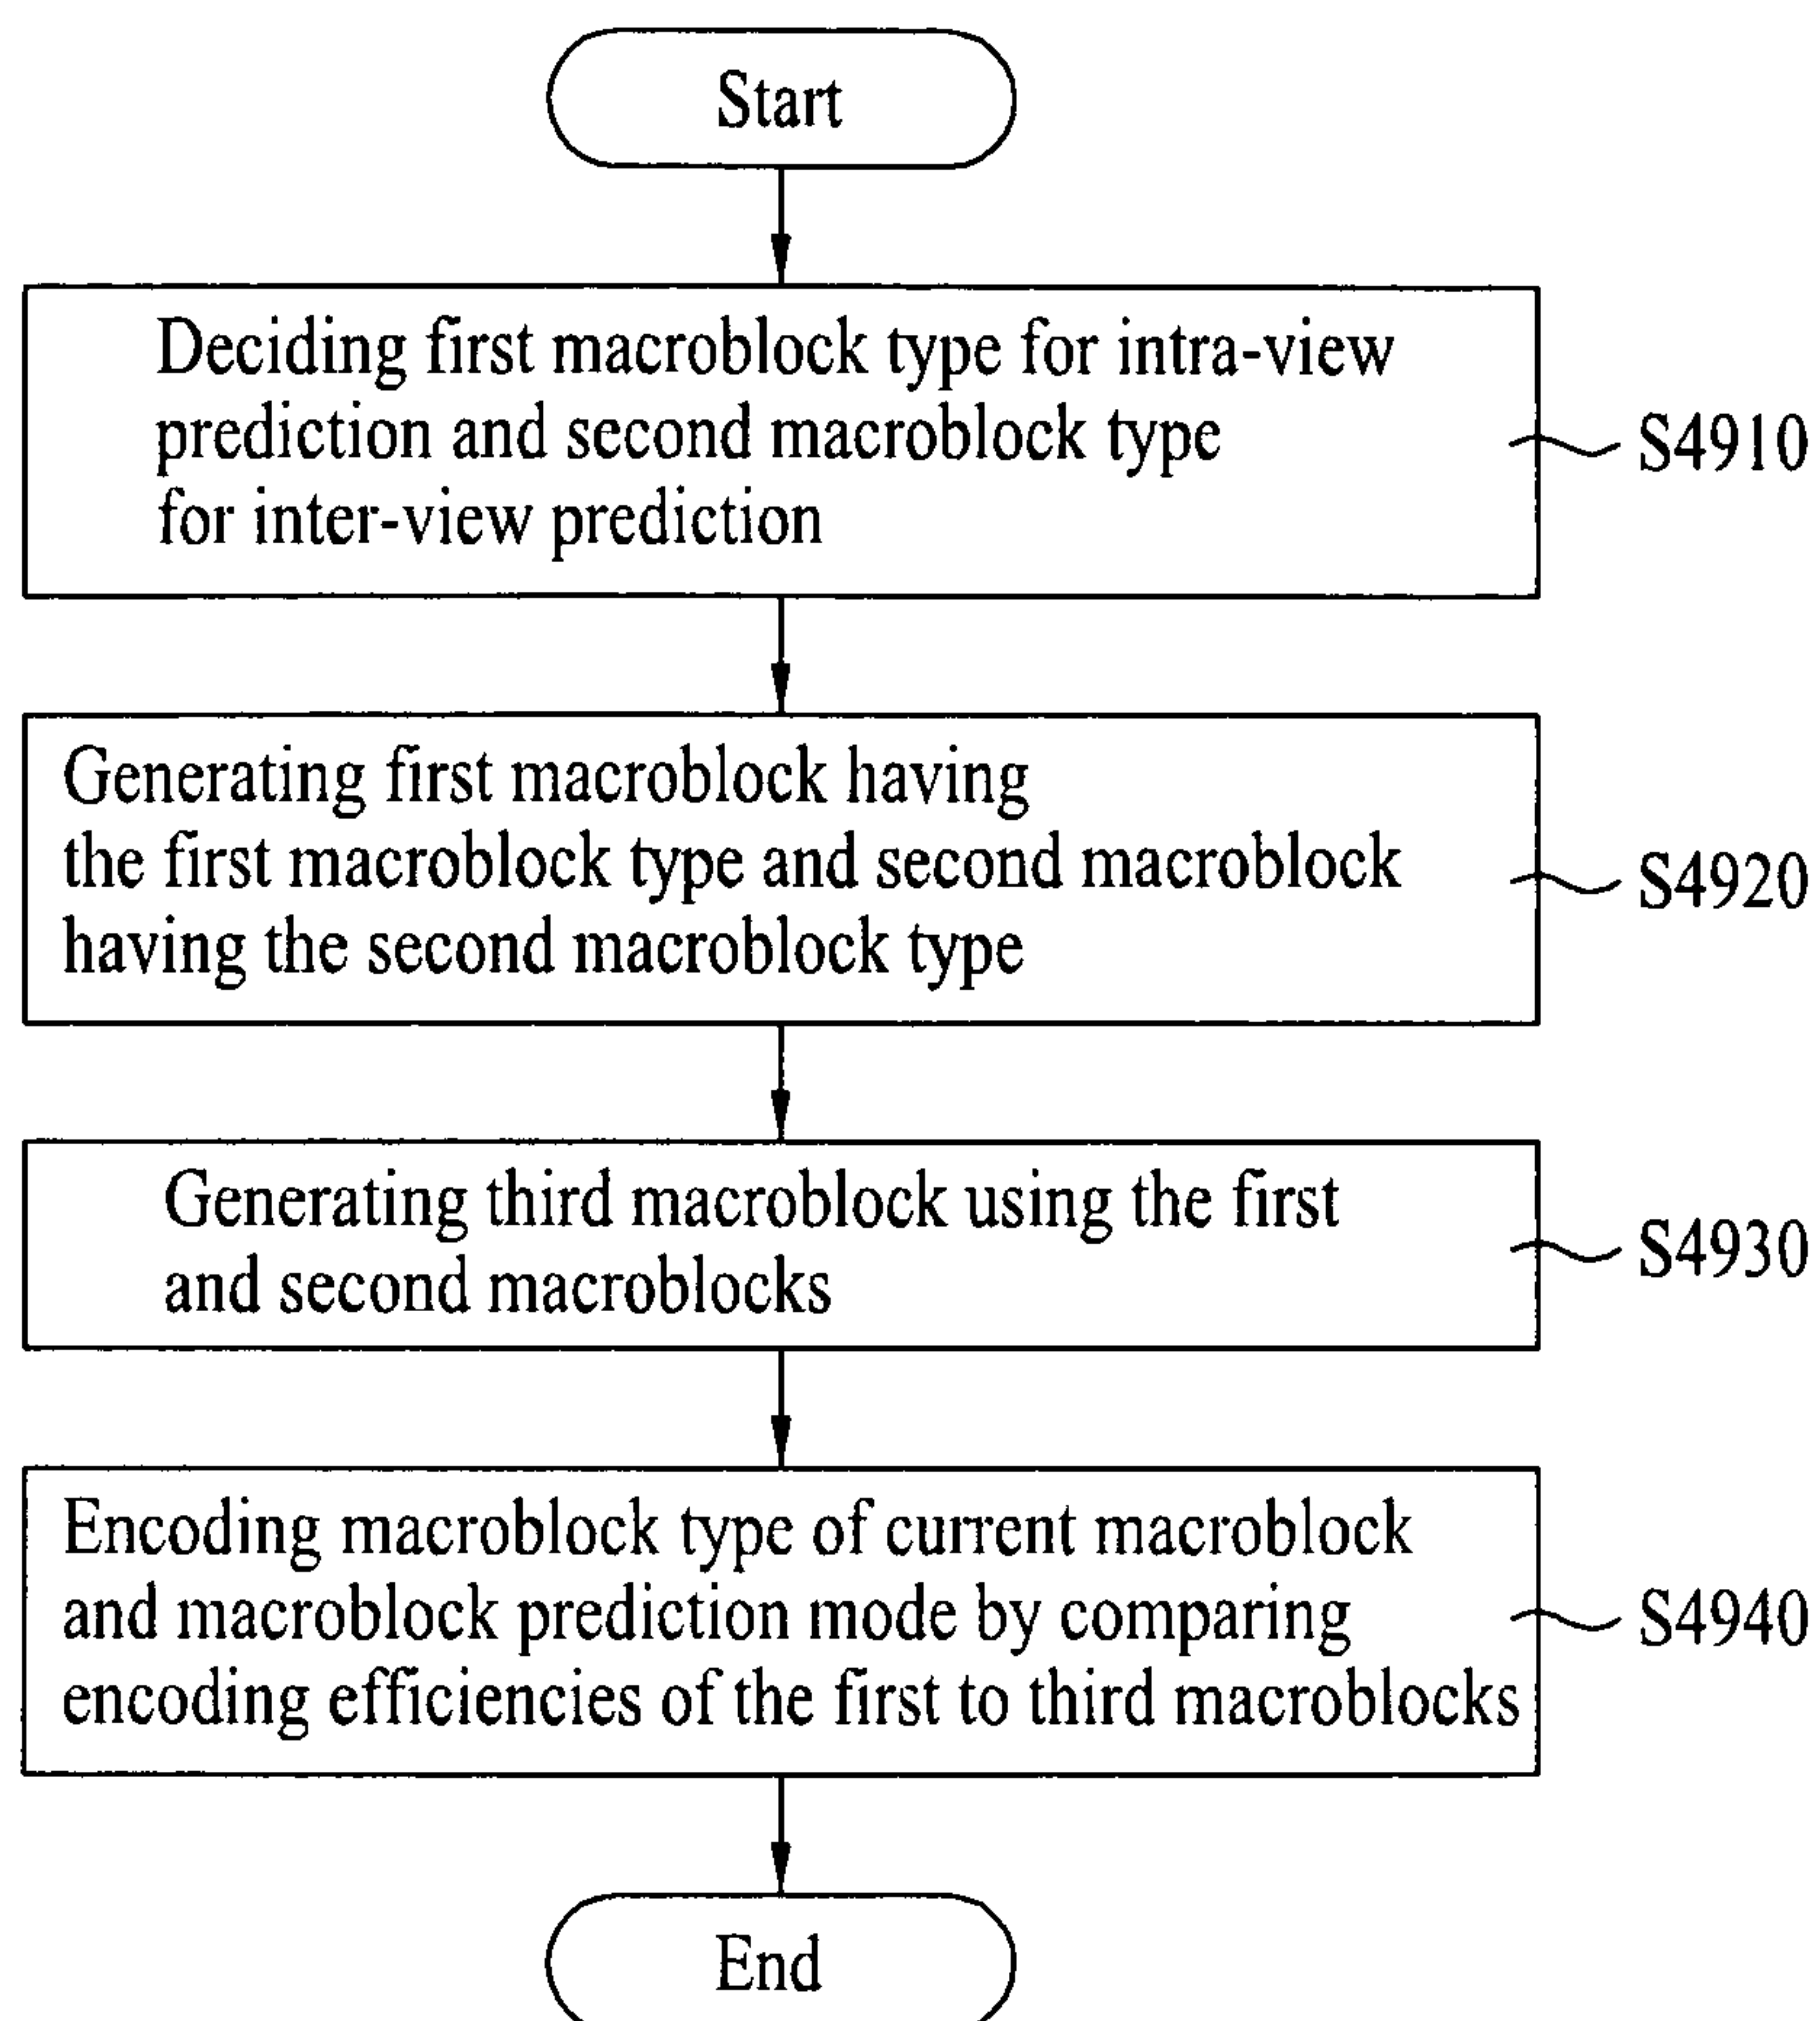 Start
Deciding first macroblock type for intra-view
prediction and second macroblock type
for inter-view prediction
S4910
Generating first macroblock having
the first macroblock type and second macroblock
having the second macroblock type
S4920
Generating third macroblock using the first
and second macroblocks
S4930
Encoding macroblock type of current macroblock
and macroblock prediction mode by comparing
encoding efficiencies of the first to third macroblocks
S4940
End